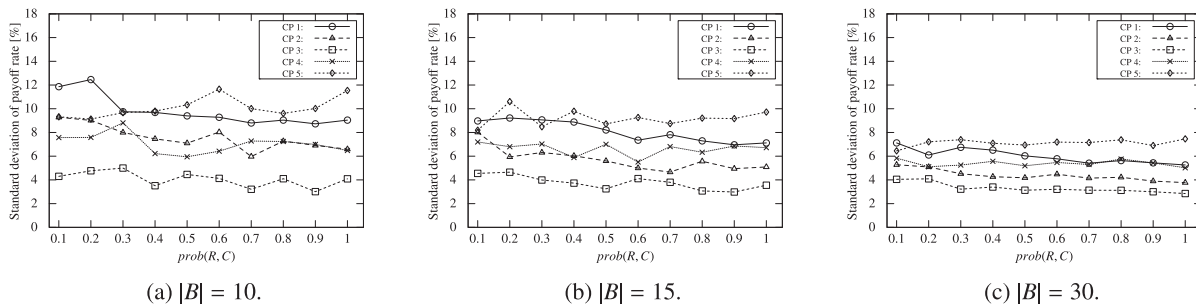 Standard deviation of payoff rate [%]
18
16
14
12
10
8
6
4
2
0
CP 1:
CP 2:
CP 3:
CP 4:
CP 5:
0.1 0.2 0.3 0.4 0.5 0.6 0.7 0.8 0.9 1
prob(R, C)
(a) |B| = 10.
Standard deviation of payoff rate [%]
18
16
14
12
10
8
6
4
2
0
CP 1:
CP 2:
CP 3:
CP 4:
CP 5:
0.1 0.2 0.3 0.4 0.5 0.6 0.7 0.8 0.9 1
prob(R, C)
(b) |B| = 15.
Standard deviation of payoff rate [%]
18
16
14
12
10
8
6
4
2
0
CP 1:
CP 2:
CP 3:
CP 4:
CP 5:
0.1 0.2 0.3 0.4 0.5 0.6 0.7 0.8 0.9 1
prob(R, C)
(c) |B| = 30.